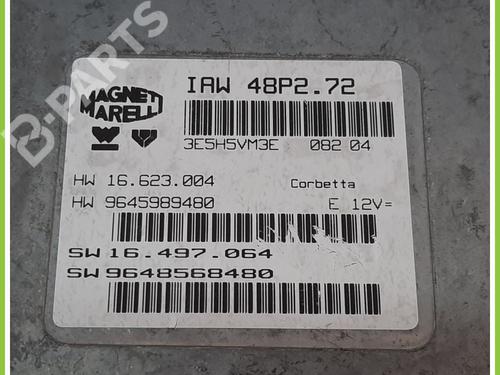 B-PARTS
MAGNETI MARELLI
IAW 48P2.72
3E5H5VM3E 082 04
HW 16.623.004 Corbetta
HW 9645989480 E 12V=
SW 16.497.064
SW 9648568480